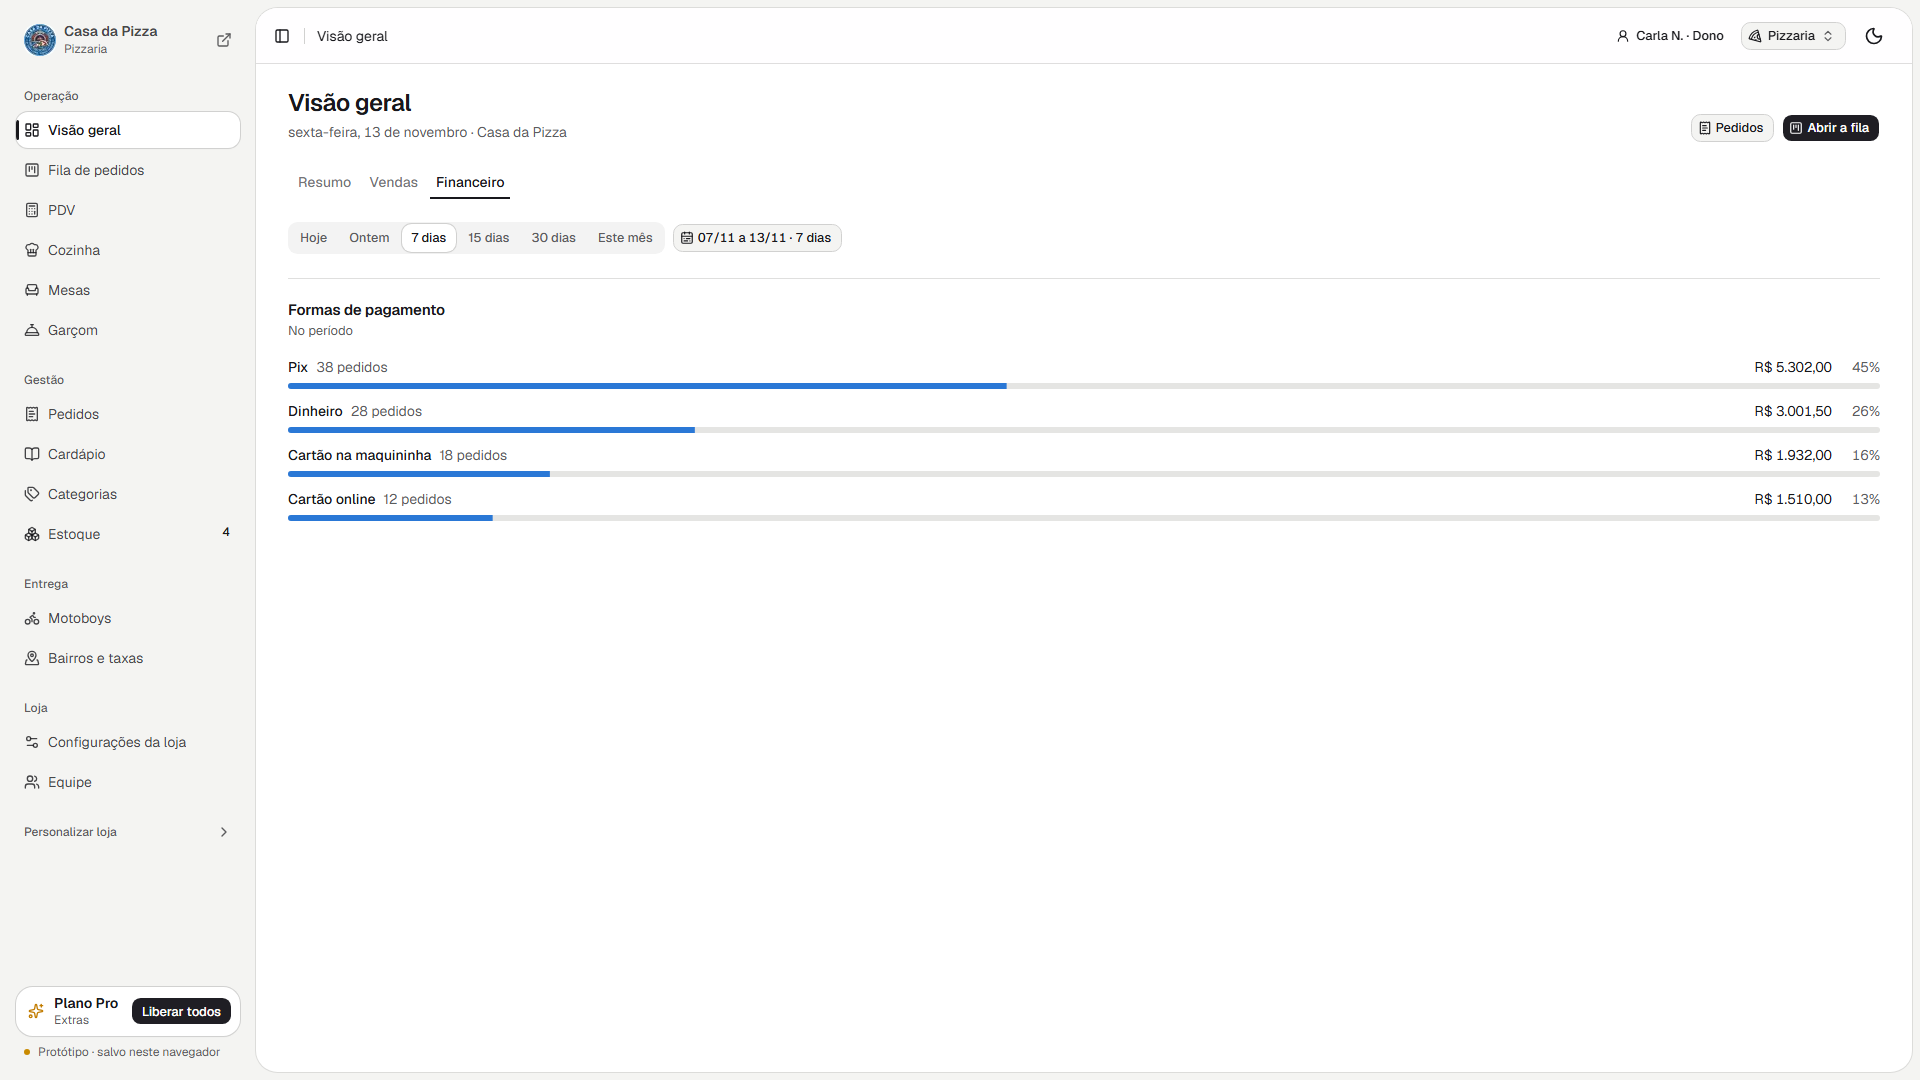 Casa da Pizza
Pizzaria
Operação
Visão geral
Fila de pedidos
PDV
Cozinha
Mesas
Garçom
Gestão
Pedidos
Cardápio
Categorias
Estoque 4
Entrega
Motoboys
Bairros e taxas
Loja
Configurações da loja
Equipe
Personalizar loja
Plano Pro
Extras
Liberar todos
Protótipo · salvo neste navegador
Visão geral
Carla N. · Dono
Pizzaria
Visão geral
sexta-feira, 13 de novembro · Casa da Pizza
Pedidos
Abrir a fila
Resumo Vendas Financeiro
Hoje Ontem 7 dias 15 dias 30 dias Este mês 07/11 a 13/11 · 7 dias
Formas de pagamento
No período
Pix 38 pedidos R$ 5.302,00 45%
Dinheiro 28 pedidos R$ 3.001,50 26%
Cartão na maquininha 18 pedidos R$ 1.932,00 16%
Cartão online 12 pedidos R$ 1.510,00 13%